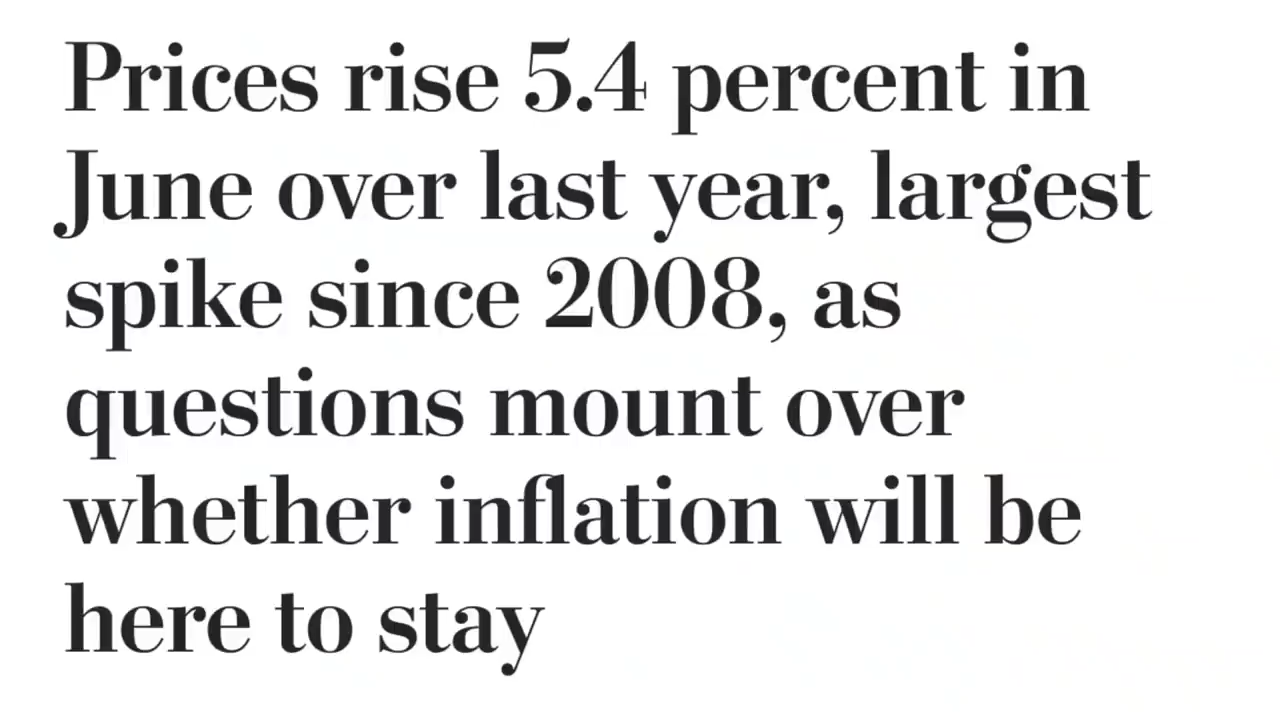 Prices rise 5.4 percent in
June over last year, largest
spike since 2008, as
questions mount over
whether inflation will be
here to stay